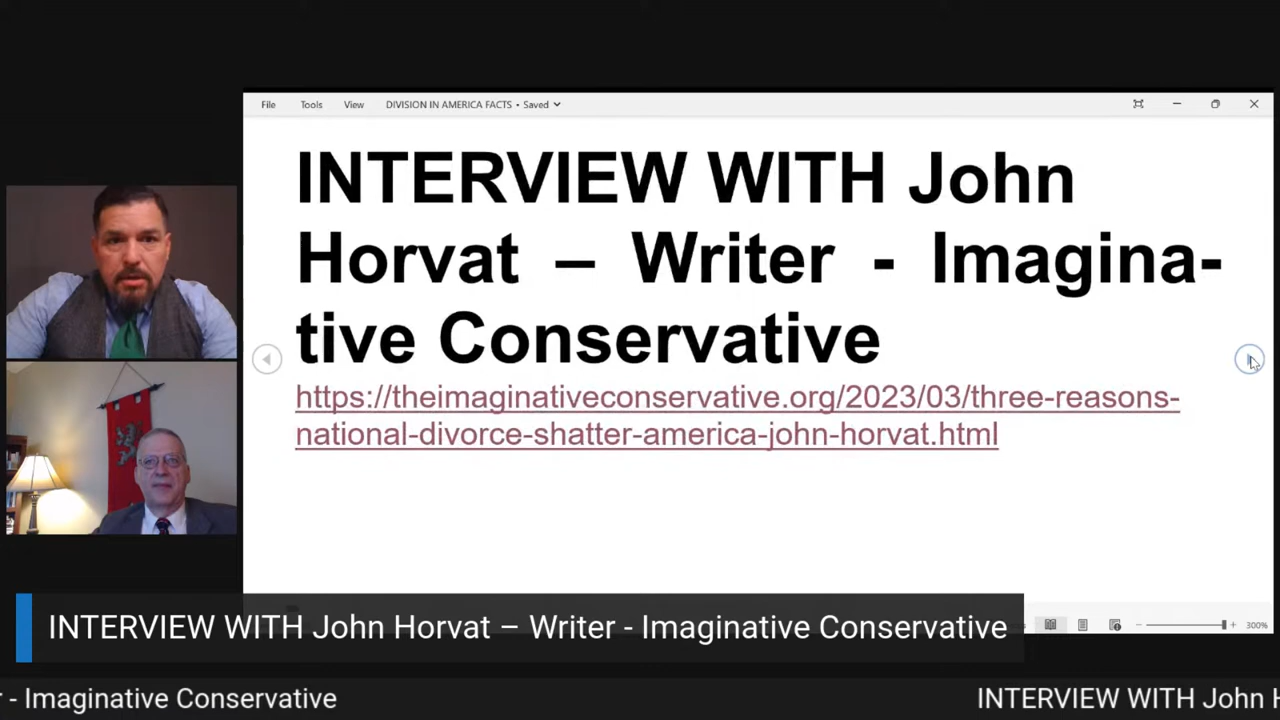 File Tools View DIVISION IN AMERICA FACTS • Saved
INTERVIEW WITH John
Horvat – Writer - Imagina-
tive Conservative
https://theimaginativeconservative.org/2023/03/three-reasons-
national-divorce-shatter-america-john-horvat.html
300%
INTERVIEW WITH John Horvat – Writer - Imaginative Conservative
r - Imaginative Conservative INTERVIEW WITH John H